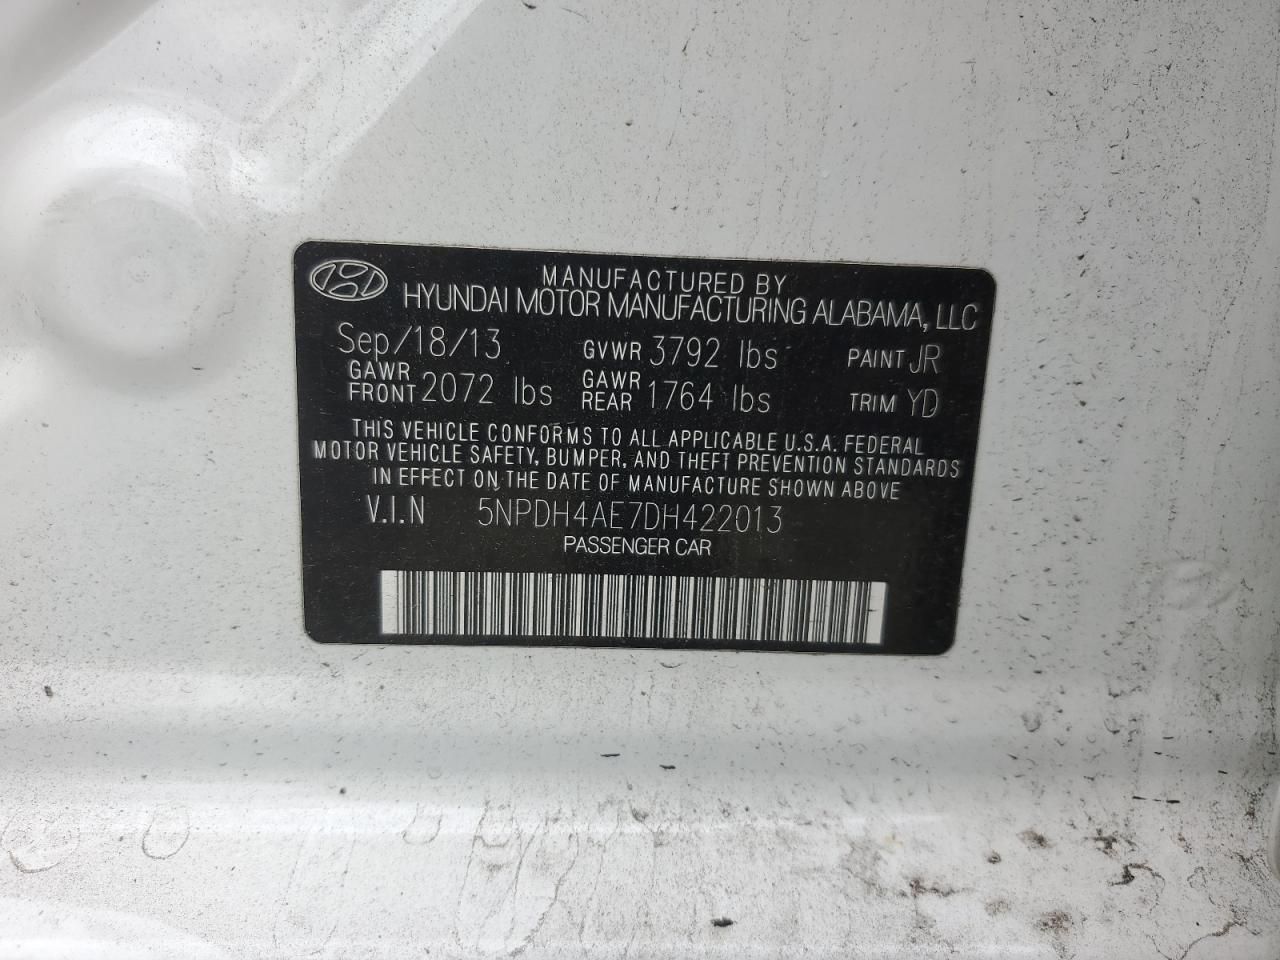 MANUFACTURED BY
HYUNDAI MOTOR MANUFACTURING ALABAMA, LLC
Sep/18/13 GVWR 3792 lbs PAINT JR
GAWR FRONT 2072 lbs GAWR REAR 1764 lbs TRIM YD
THIS VEHICLE CONFORMS TO ALL APPLICABLE U.S.A. FEDERAL
MOTOR VEHICLE SAFETY, BUMPER, AND THEFT PREVENTION STANDARDS
IN EFFECT ON THE DATE OF MANUFACTURE SHOWN ABOVE
V.I.N 5NPDH4AE7DH422013
PASSENGER CAR